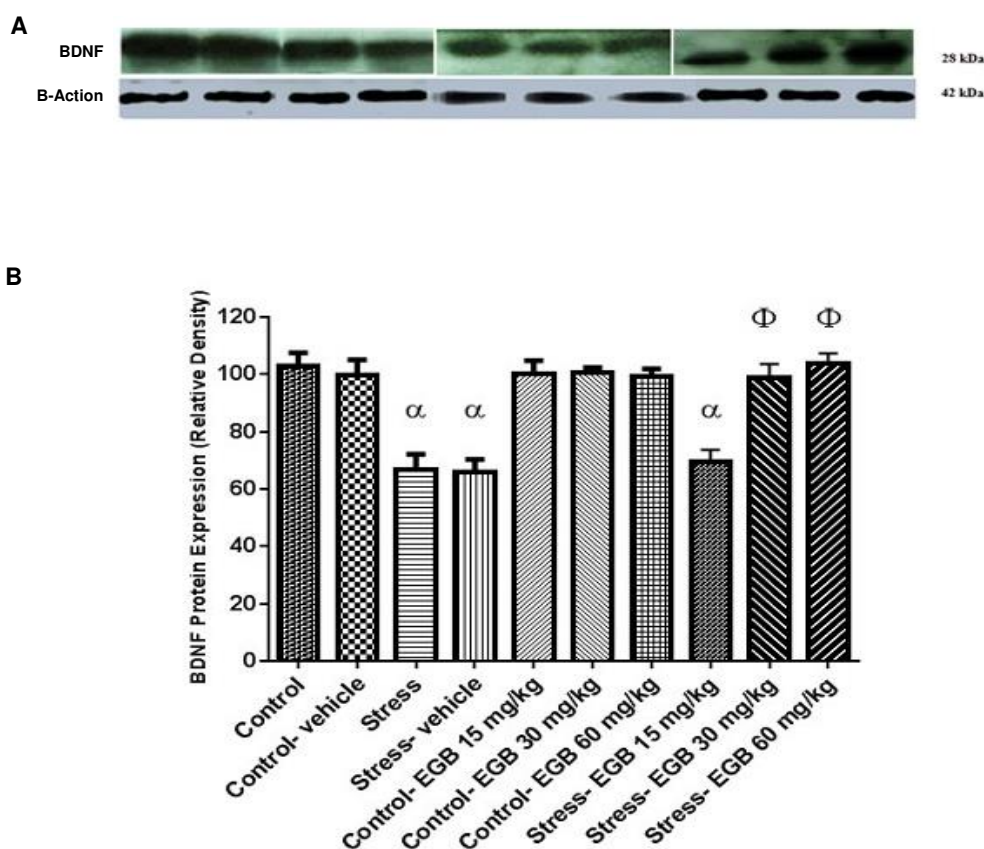 A
BDNF
28 kDa
B-Action
42 kDa
B
BDNF Protein Expression (Relative Density)
120
100
80
60
40
20
0
α
α
α
Φ
Φ
Control
Control- vehicle
Stress
Stress- vehicle
Control- EGB 15 mg/kg
Control- EGB 30 mg/kg
Control- EGB 60 mg/kg
Stress- EGB 15 mg/kg
Stress- EGB 30 mg/kg
Stress- EGB 60 mg/kg